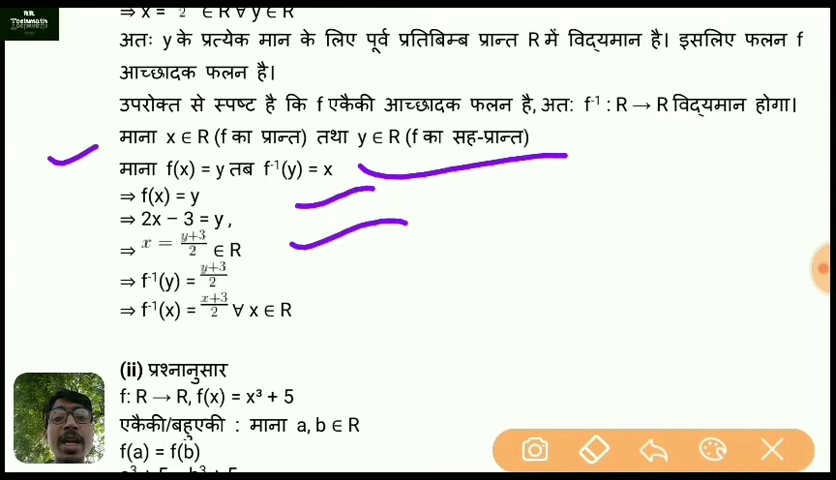 RR
Techmath
⇒ x = 2 ∈ R ∀ y ∈ R
अतः y के प्रत्येक मान के लिए पूर्व प्रतिबिम्ब प्रान्त R में विद्यमान है। इसलिए फलन f
आच्छादक फलन है।
उपरोक्त से स्पष्ट है कि f एकैकी आच्छादक फलन है, अत: f⁻¹ : R → R विद्यमान होगा।
माना x ∈ R (f का प्रान्त) तथा y ∈ R (f का सह-प्रान्त)
माना f(x) = y तब f⁻¹(y) = x
⇒ f(x) = y
⇒ 2x − 3 = y ,
⇒ x = (y+3)/2 ∈ R
⇒ f⁻¹(y) = (y+3)/2
⇒ f⁻¹(x) = (x+3)/2 ∀ x ∈ R
(ii) प्रश्नानुसार
f: R → R, f(x) = x³ + 5
एकैकी/बहुएकी : माना a, b ∈ R
f(a) = f(b)